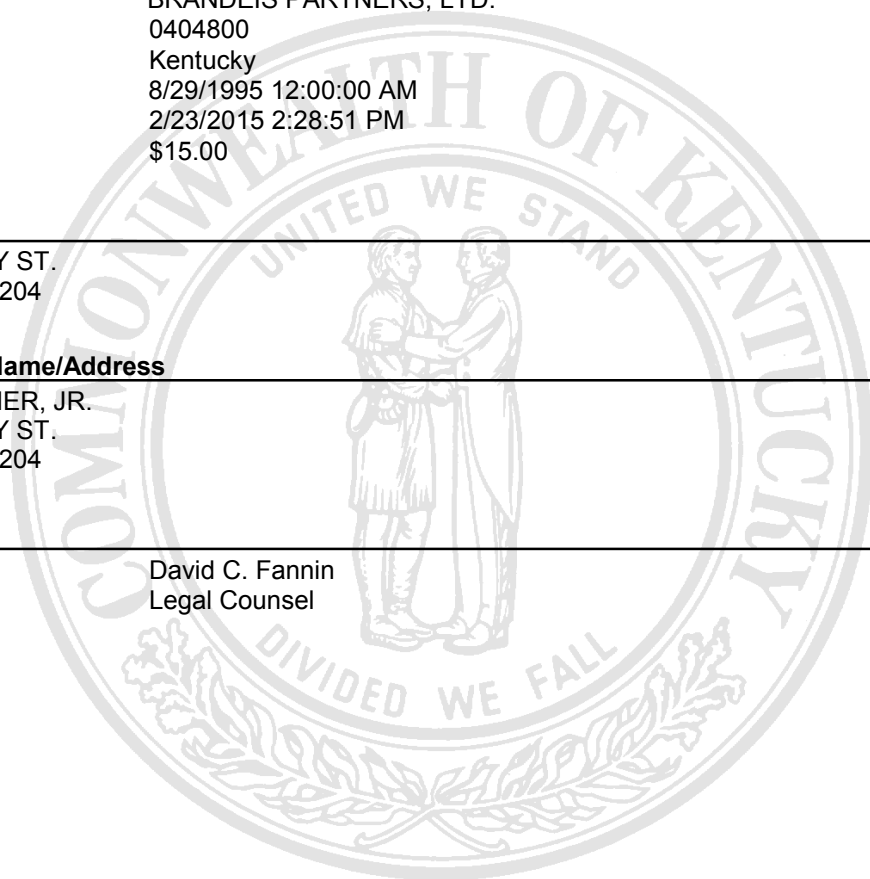 BRANDEIS PARTNERS, LTD.
0404800
Kentucky
8/29/1995 12:00:00 AM
2/23/2015 2:28:51 PM
$15.00
Y ST.
204
Name/Address
IER, JR.
Y ST.
204
David C. Fannin
Legal Counsel
COMMONWEALTH OF KENTUCKY
UNITED WE STAND
DIVIDED WE FALL